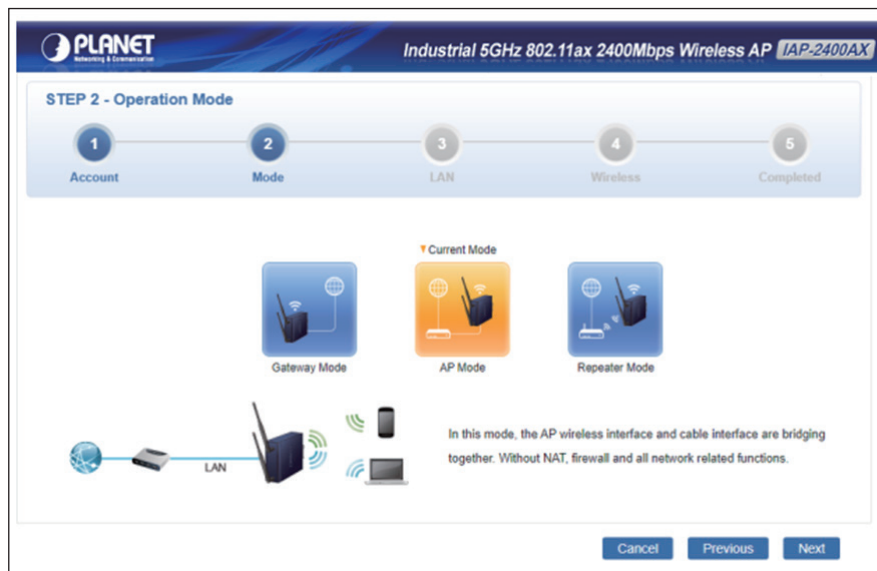 PLANET
Networking & Communication
Industrial 5GHz 802.11ax 2400Mbps Wireless AP IAP-2400AX
STEP 2 - Operation Mode
1 2 3 4 5
Account Mode LAN Wireless Completed
▼Current Mode
Gateway Mode AP Mode Repeater Mode
LAN
In this mode, the AP wireless interface and cable interface are bridging
together. Without NAT, firewall and all network related functions.
Cancel Previous Next